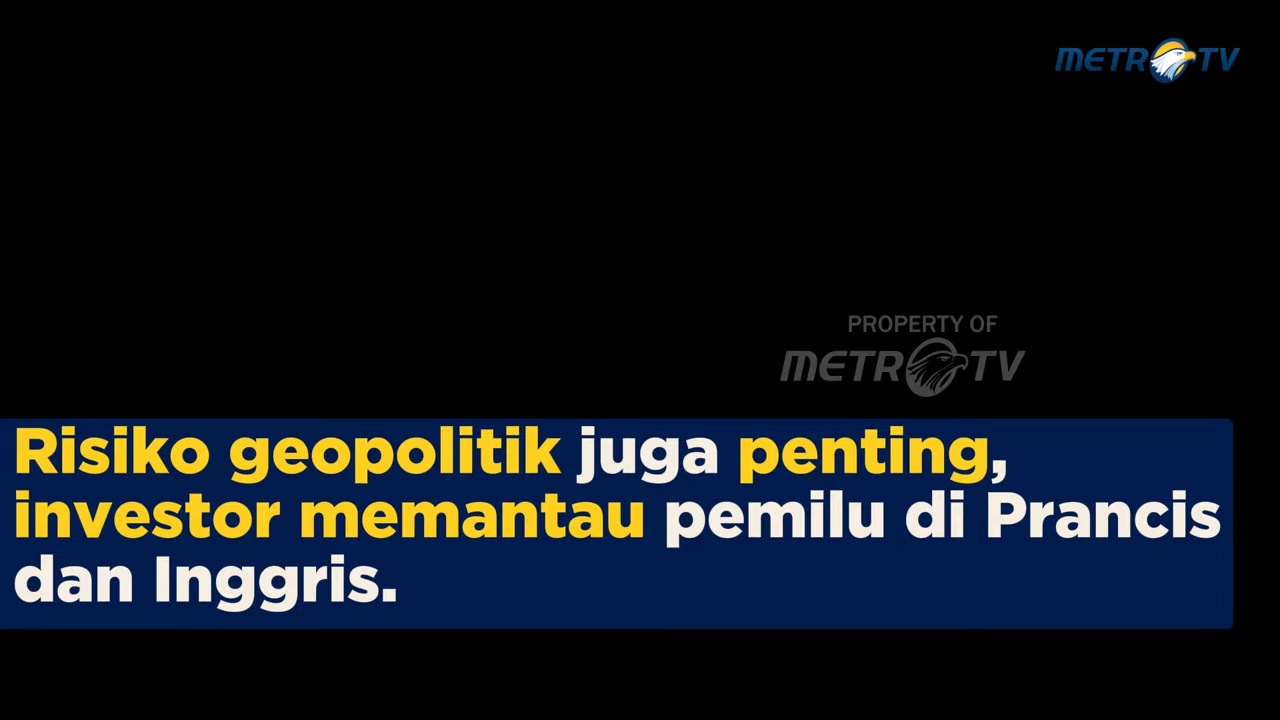 METRO TV
PROPERTY OF
METRO TV
Risiko geopolitik juga penting,
investor memantau pemilu di Prancis
dan Inggris.